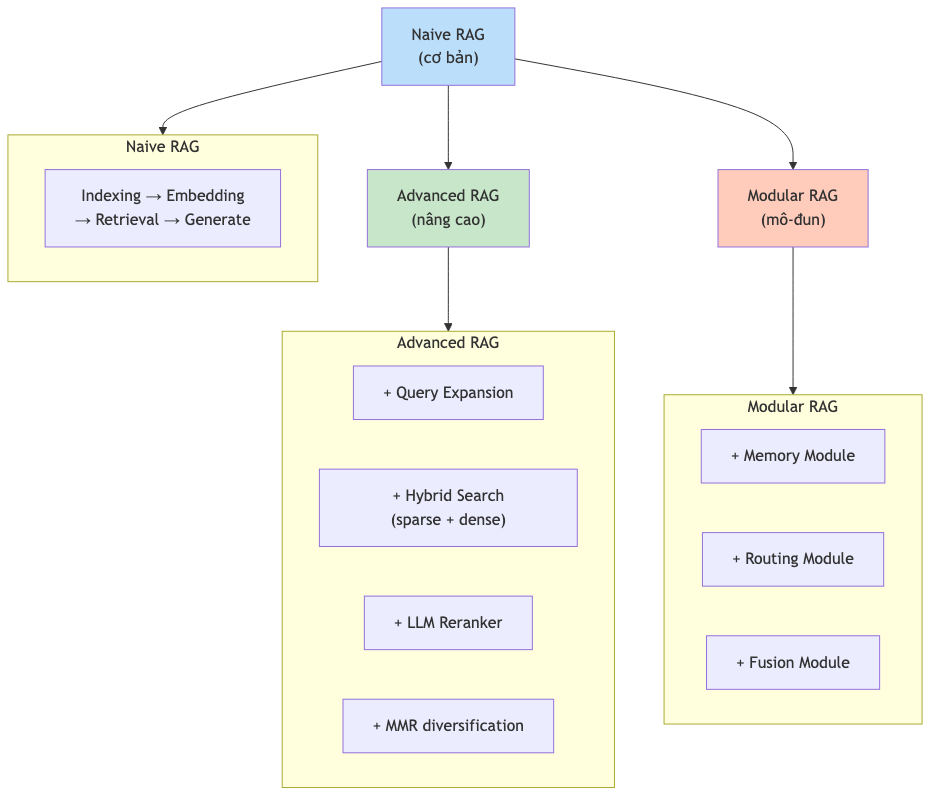 Naive RAG
(cơ bản)
Naive RAG
Indexing → Embedding
→ Retrieval → Generate
Advanced RAG
(nâng cao)
Modular RAG
(mô-đun)
Advanced RAG
+ Query Expansion
+ Hybrid Search
(sparse + dense)
+ LLM Reranker
+ MMR diversification
Modular RAG
+ Memory Module
+ Routing Module
+ Fusion Module